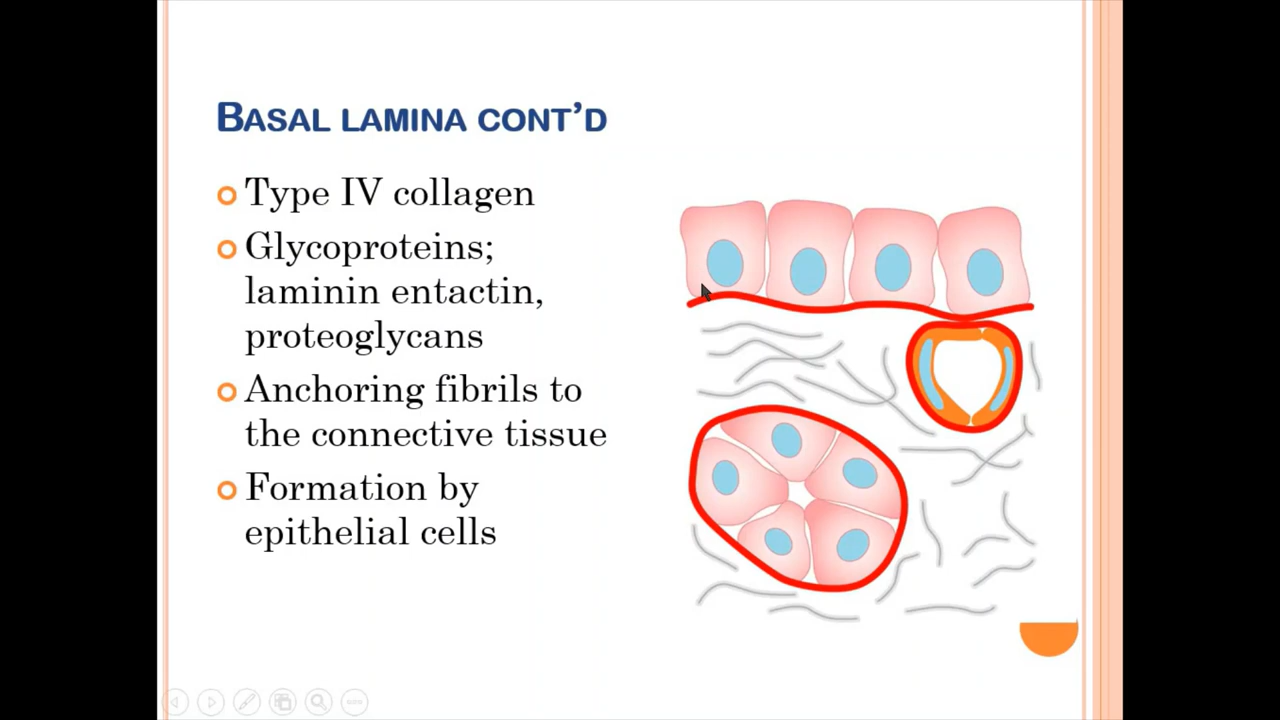 BASAL LAMINA CONT'D
Type IV collagen
Glycoproteins;
laminin entactin,
proteoglycans
Anchoring fibrils to
the connective tissue
Formation by
epithelial cells